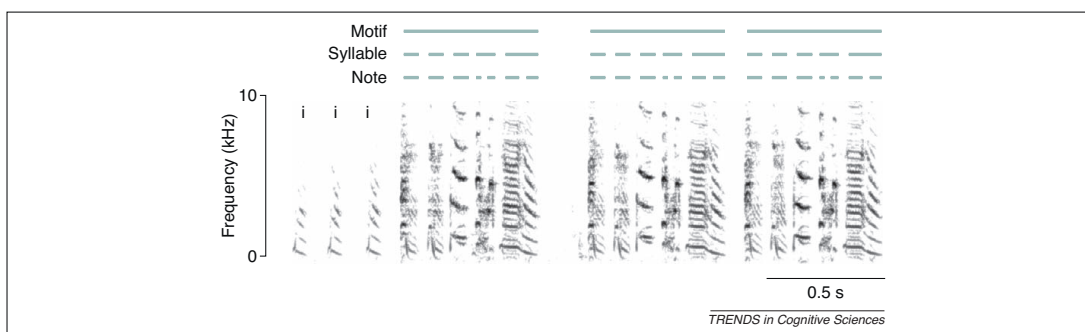 Motif
Syllable
Note
10
i i i
Frequency (kHz)
0
0.5 s
TRENDS in Cognitive Sciences